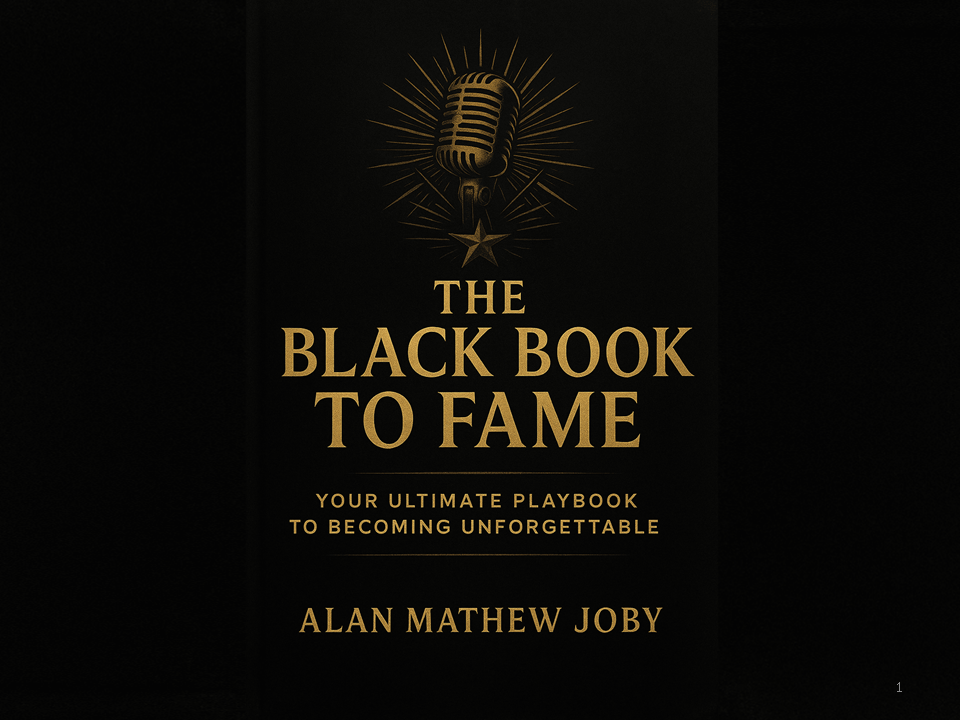 THE
BLACK BOOK
TO FAME
YOUR ULTIMATE PLAYBOOK
TO BECOMING UNFORGETTABLE
ALAN MATHEW JOBY
1